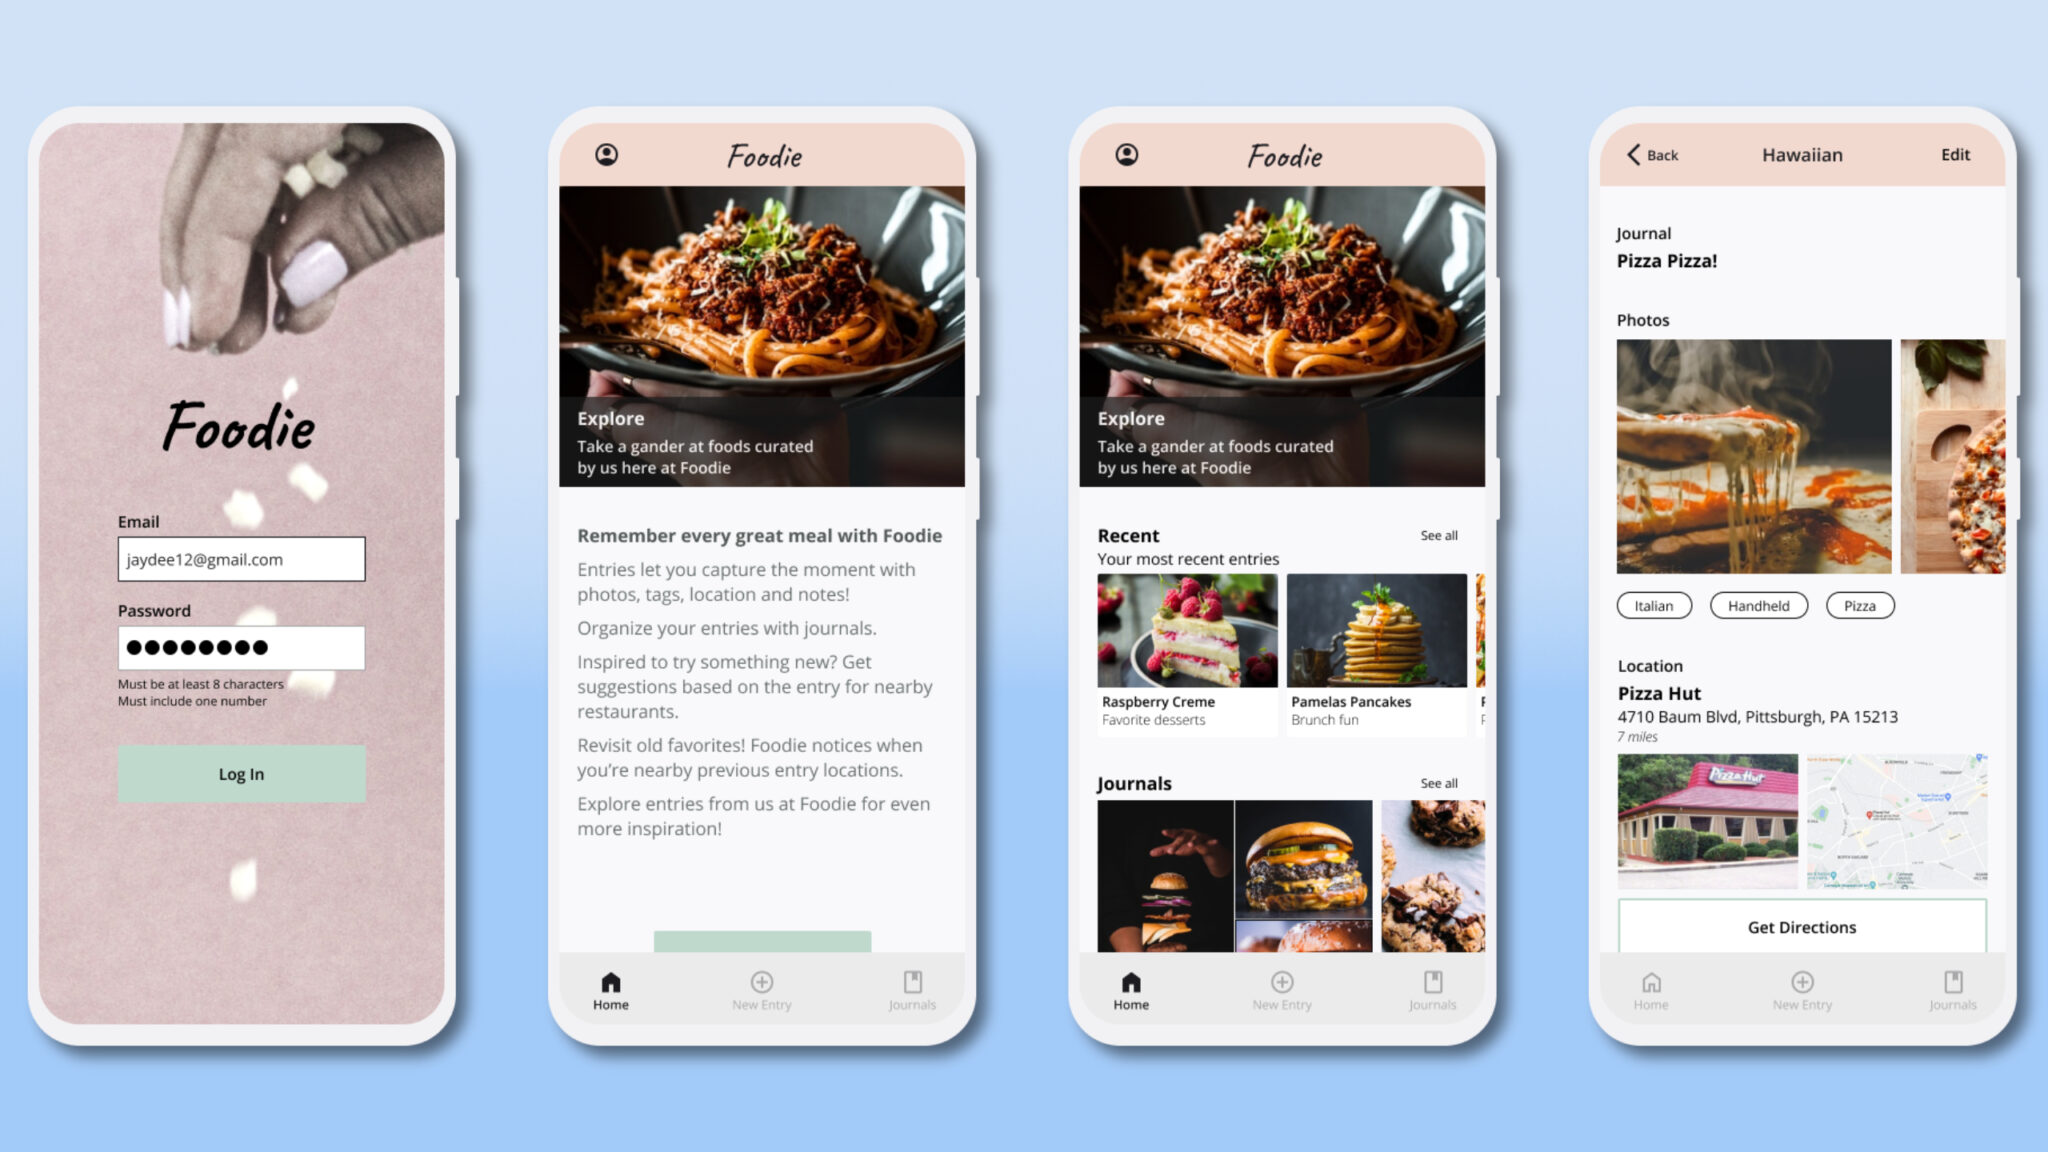 Foodie
Email
jaydee12@gmail.com
Password
Must be at least 8 characters
Must include one number
Log In
Foodie
Explore
Take a gander at foods curated
by us here at Foodie
Remember every great meal with Foodie
Entries let you capture the moment with
photos, tags, location and notes!
Organize your entries with journals.
Inspired to try something new? Get
suggestions based on the entry for nearby
restaurants.
Revisit old favorites! Foodie notices when
you're nearby previous entry locations.
Explore entries from us at Foodie for even
more inspiration!
Home
New Entry
Journals
Foodie
Explore
Take a gander at foods curated
by us here at Foodie
Recent
See all
Your most recent entries
Raspberry Creme
Favorite desserts
Pamelas Pancakes
Brunch fun
Journals
See all
Home
New Entry
Journals
Back
Hawaiian
Edit
Journal
Pizza Pizza!
Photos
Italian
Handheld
Pizza
Location
Pizza Hut
4710 Baum Blvd, Pittsburgh, PA 15213
7 miles
Pizza Hut
Get Directions
Home
New Entry
Journals